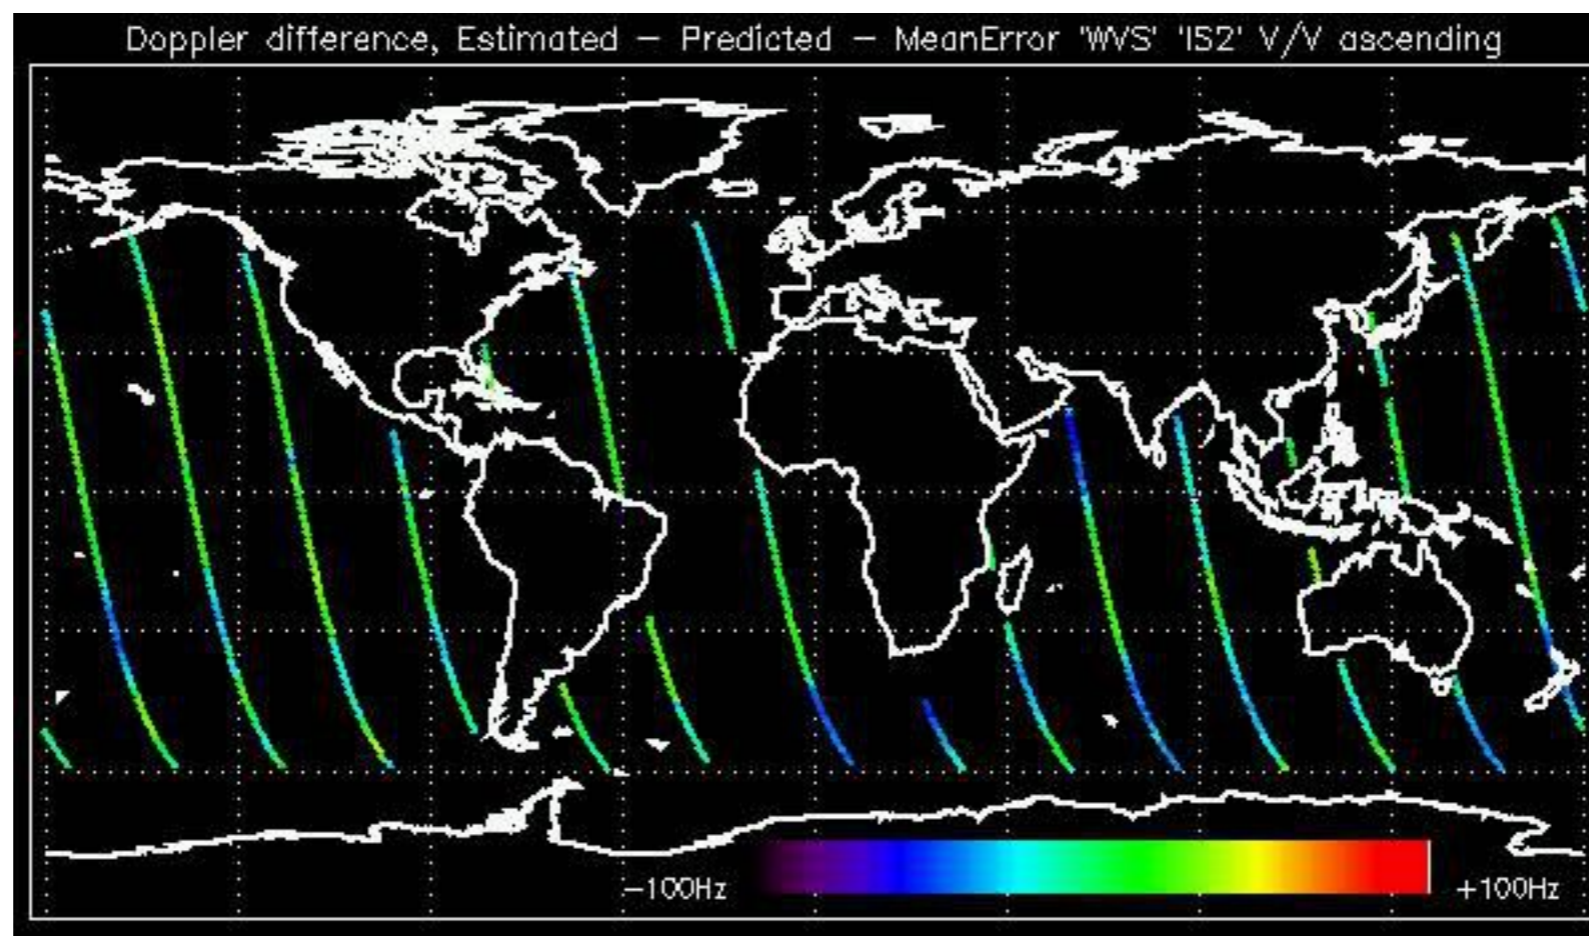 Doppler difference, Estimated − Predicted − MeanError 'WVS' 'IS2' V/V ascending
−100Hz +100Hz